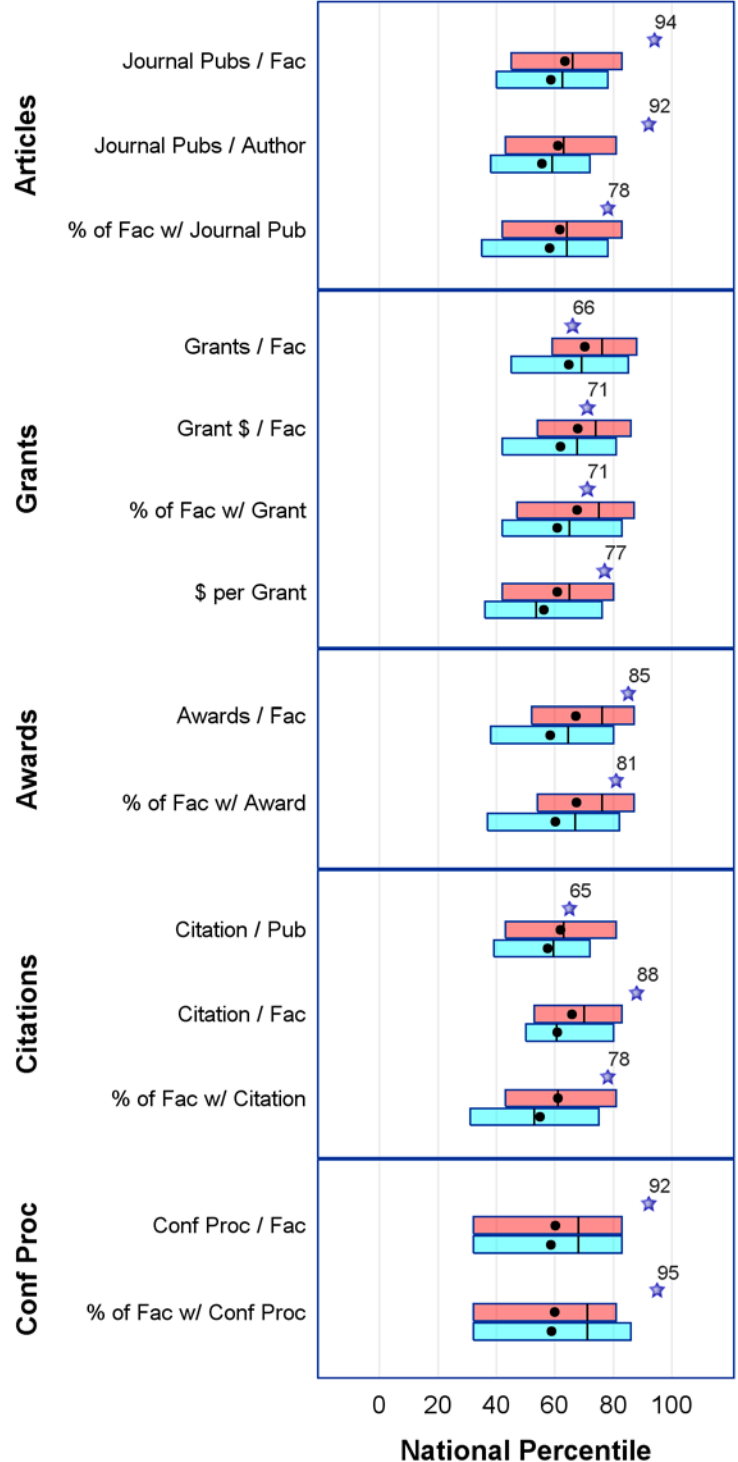 Articles
94
Journal Pubs / Fac
92
Journal Pubs / Author
78
% of Fac w/ Journal Pub
Grants
66
Grants / Fac
71
Grant $ / Fac
71
% of Fac w/ Grant
77
$ per Grant
Awards
85
Awards / Fac
81
% of Fac w/ Award
Citations
65
Citation / Pub
88
Citation / Fac
78
% of Fac w/ Citation
Conf Proc
92
Conf Proc / Fac
95
% of Fac w/ Conf Proc
0 20 40 60 80 100
National Percentile